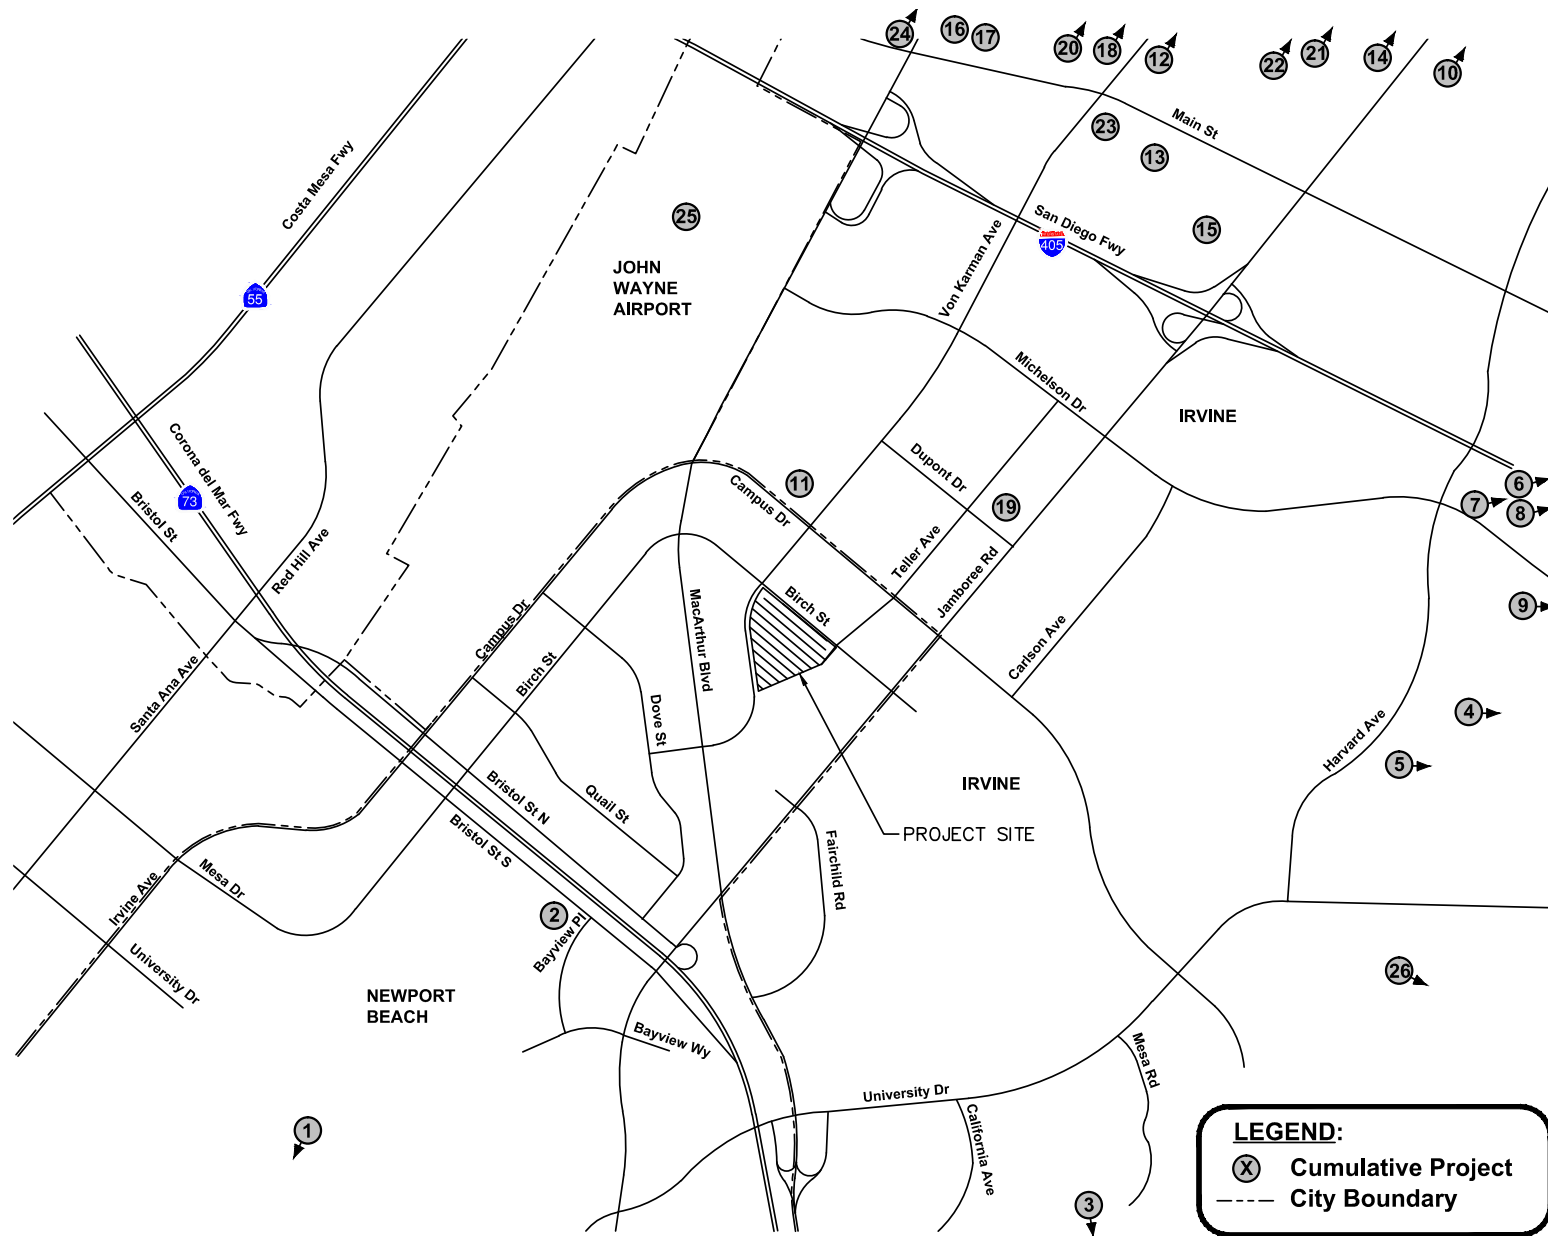 24
16
17
20
18
12
22
21
14
10
Main St
23
13
Costa Mesa Fwy
25
San Diego Fwy
15
405
Von Karman Ave
JOHN
WAYNE
AIRPORT
55
Michelson Dr
IRVINE
Corona del Mar Fwy
Dupont Dr
Bristol St
73
11
Campus Dr
19
6
7
8
Red Hill Ave
Teller Ave
Jamboree Rd
Birch St
9
MacArthur Blvd
Campus Dr
Carlson Ave
Birch St
Santa Ana Ave
Dove St
4
Harvard Ave
5
IRVINE
Bristol St N
Quail St
PROJECT SITE
Bristol St S
Fairchild Rd
Mesa Dr
Irvine Ave
2
Bayview Pl
University Dr
26
NEWPORT
BEACH
Bayview Wy
Mesa Rd
University Dr
California Ave
1
3
LEGEND:
X Cumulative Project
City Boundary